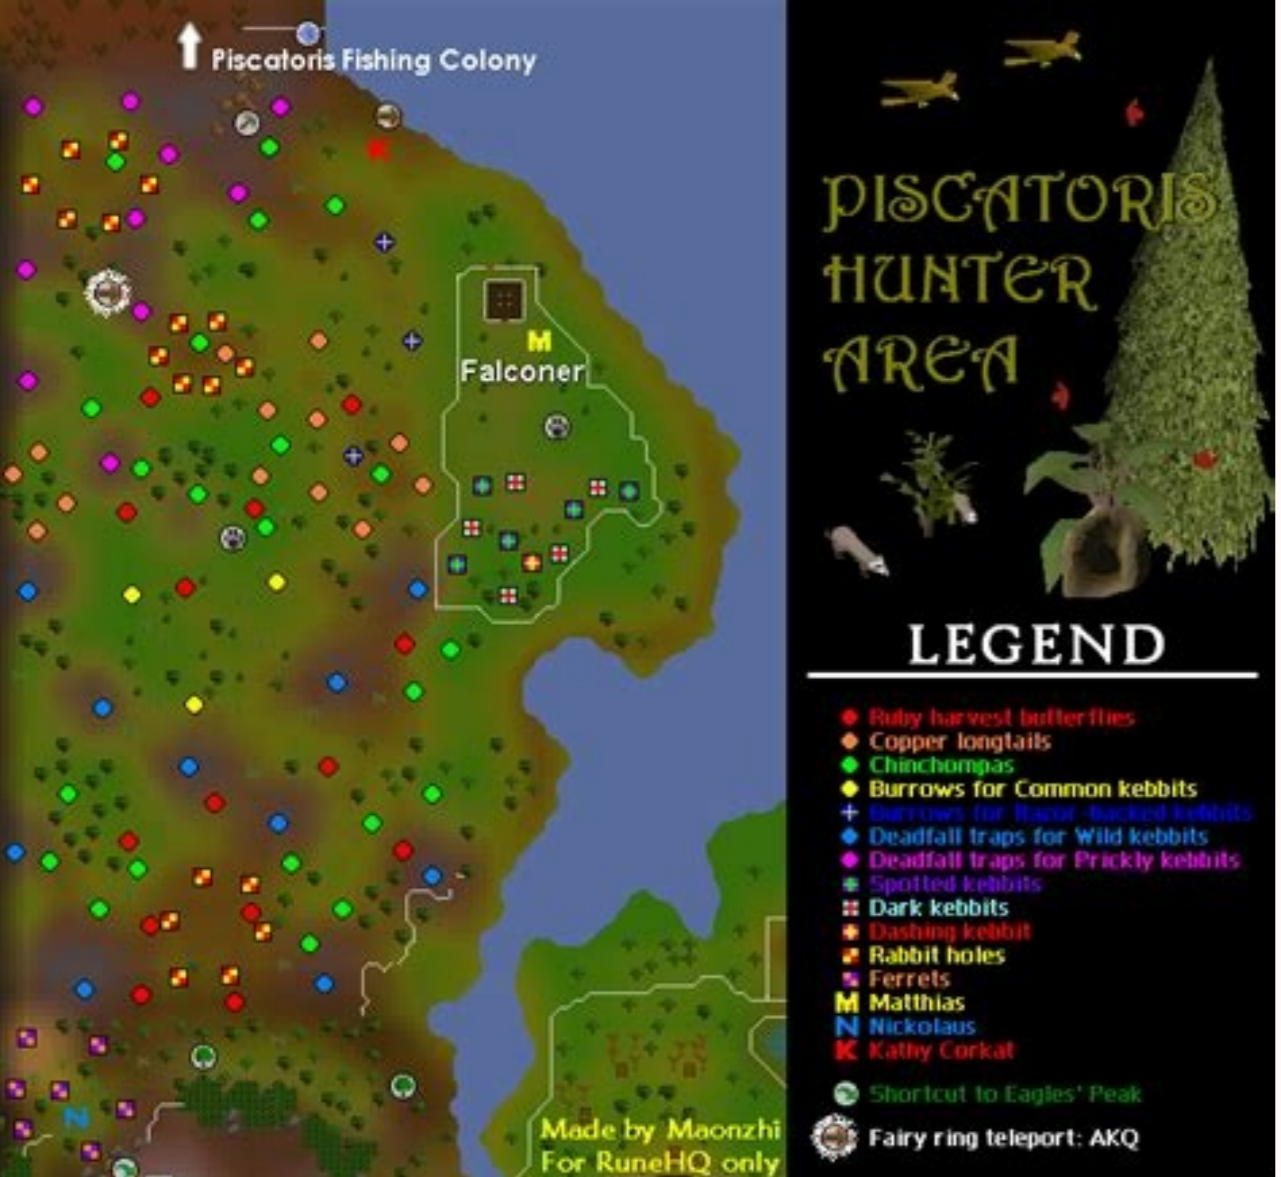 Piscatoris Fishing Colony
K
M
Falconer
N
Made by Maonzhi
For RuneHQ only
PISCATORIS
HUNTER
AREA
LEGEND
Ruby harvest butterflies
Copper longtails
Chinchompas
Burrows for Common kebbits
Burrows for Razor-backed kebbits
Deadfall traps for Wild kebbits
Deadfall traps for Prickly kebbits
Spotted kebbits
Dark kebbits
Dashing kebbit
Rabbit holes
Ferrets
M Matthias
N Nickolaus
K Kathy Corkat
Shortcut to Eagles' Peak
Fairy ring teleport: AKQ